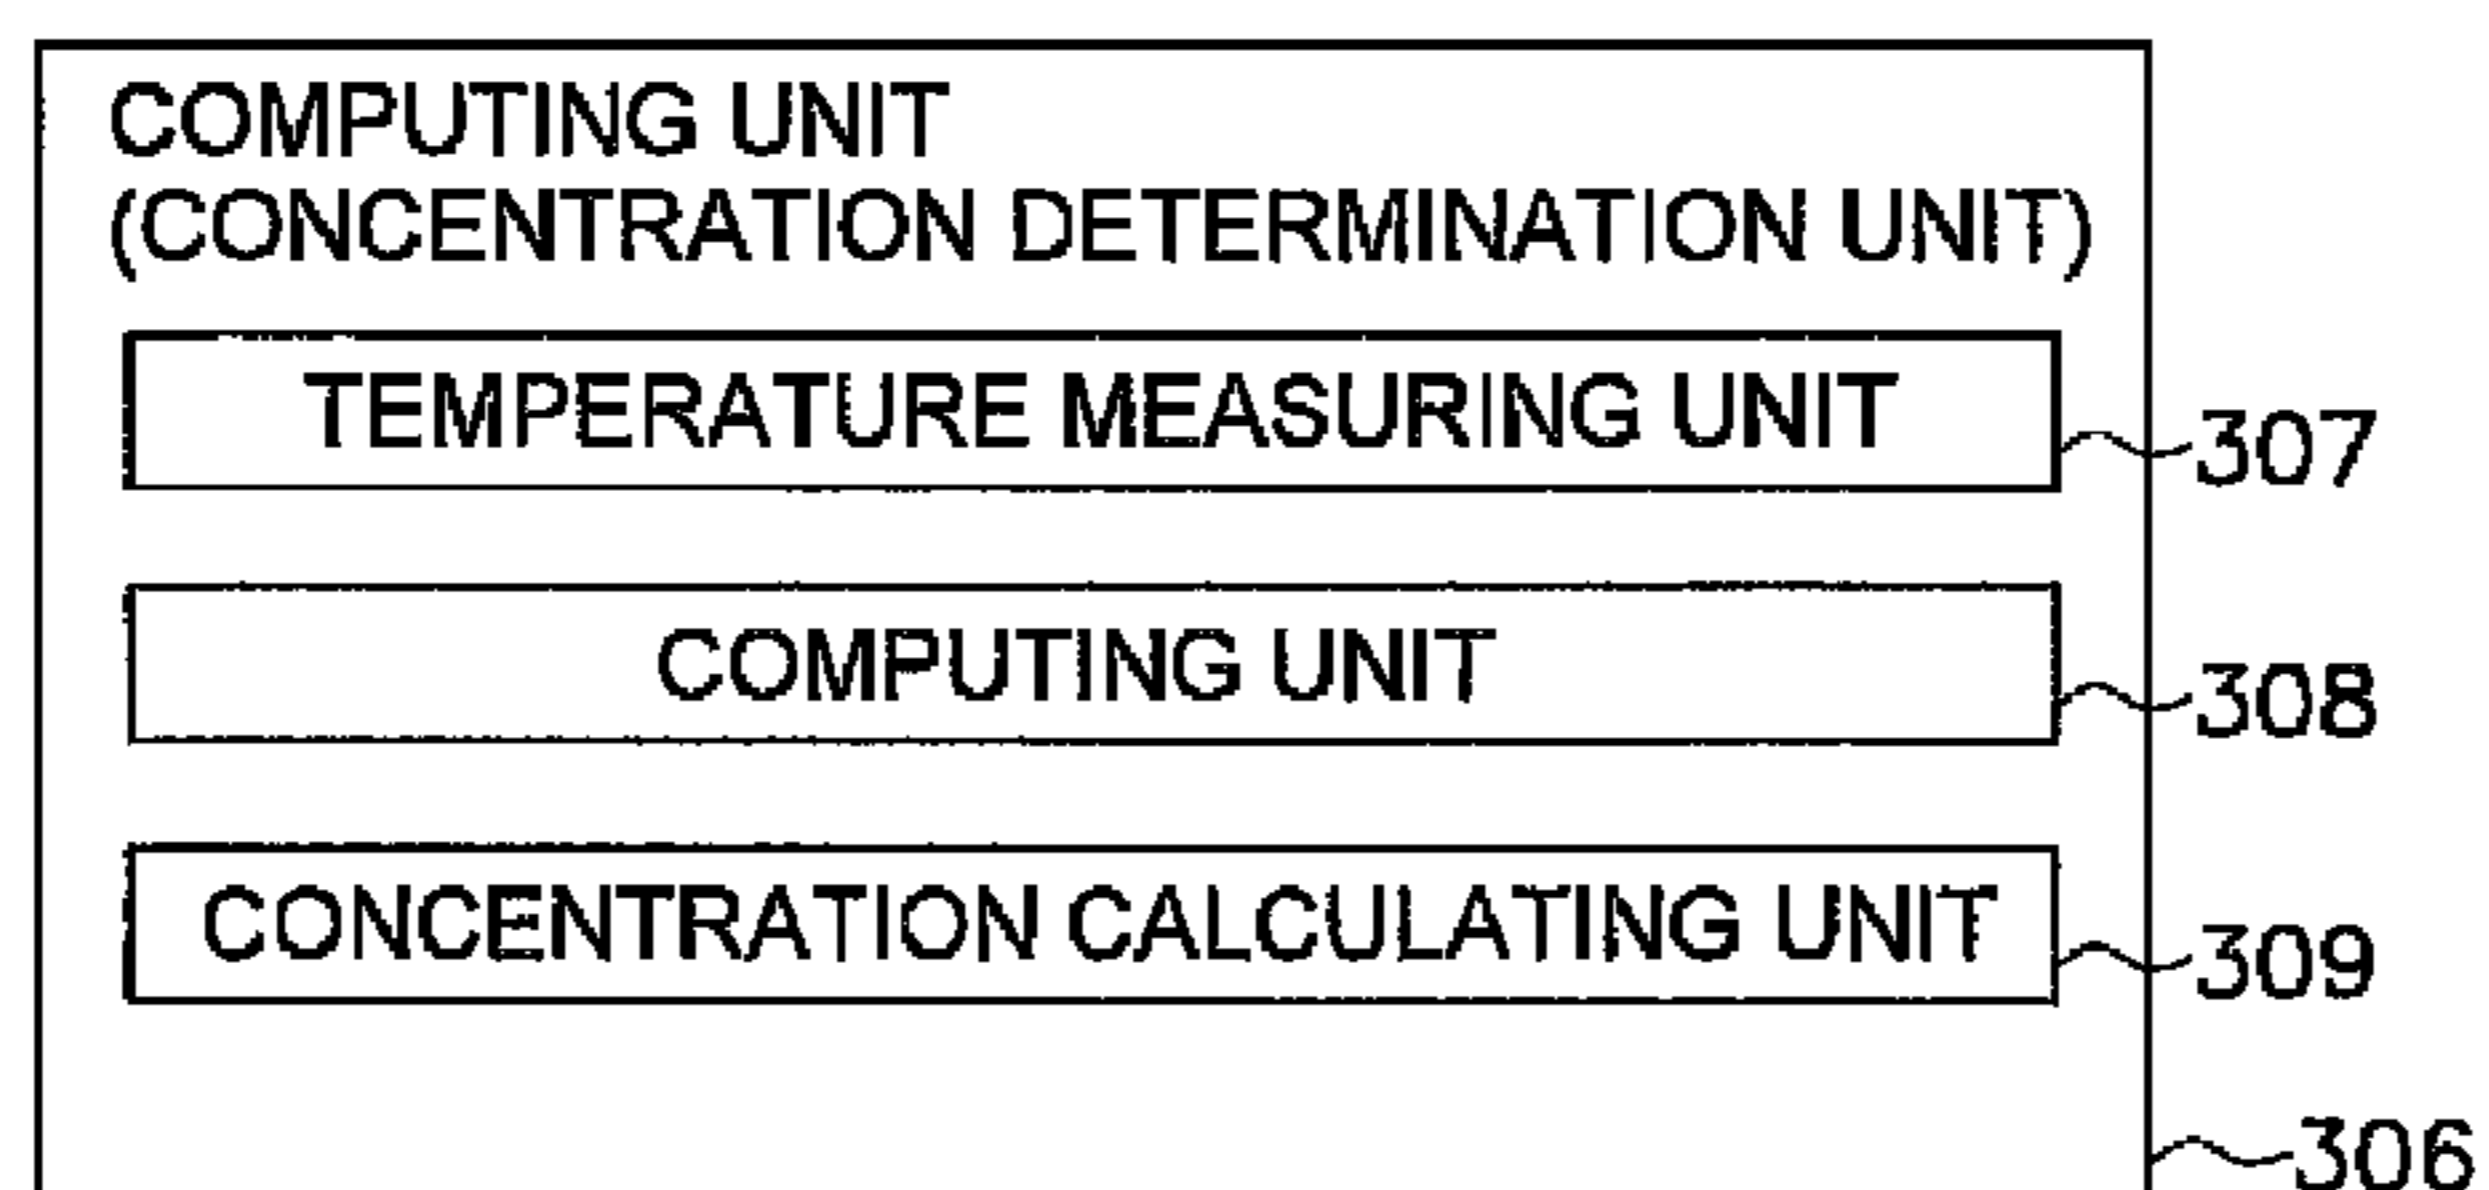 COMPUTING UNIT
(CONCENTRATION DETERMINATION UNIT)
TEMPERATURE MEASURING UNIT
307
COMPUTING UNIT
308
CONCENTRATION CALCULATING UNIT
309
306